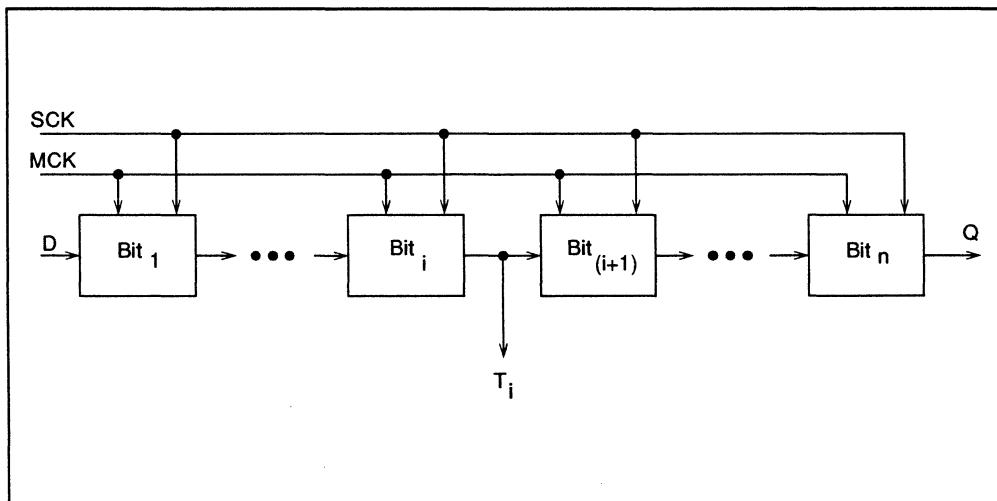 SCK
MCK
D
Bit 1
Bit i
Bit (i+1)
Bit n
Q
T i